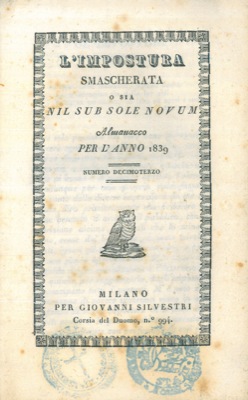 L'IMPOSTURA
SMASCHERATA
O SIA
NIL SUB SOLE NOVUM
Almanacco
PER L'ANNO 1839
NUMERO DECIMOTERZO
MILANO
PER GIOVANNI SILVESTRI
Corsia del Duomo, n.° 994.